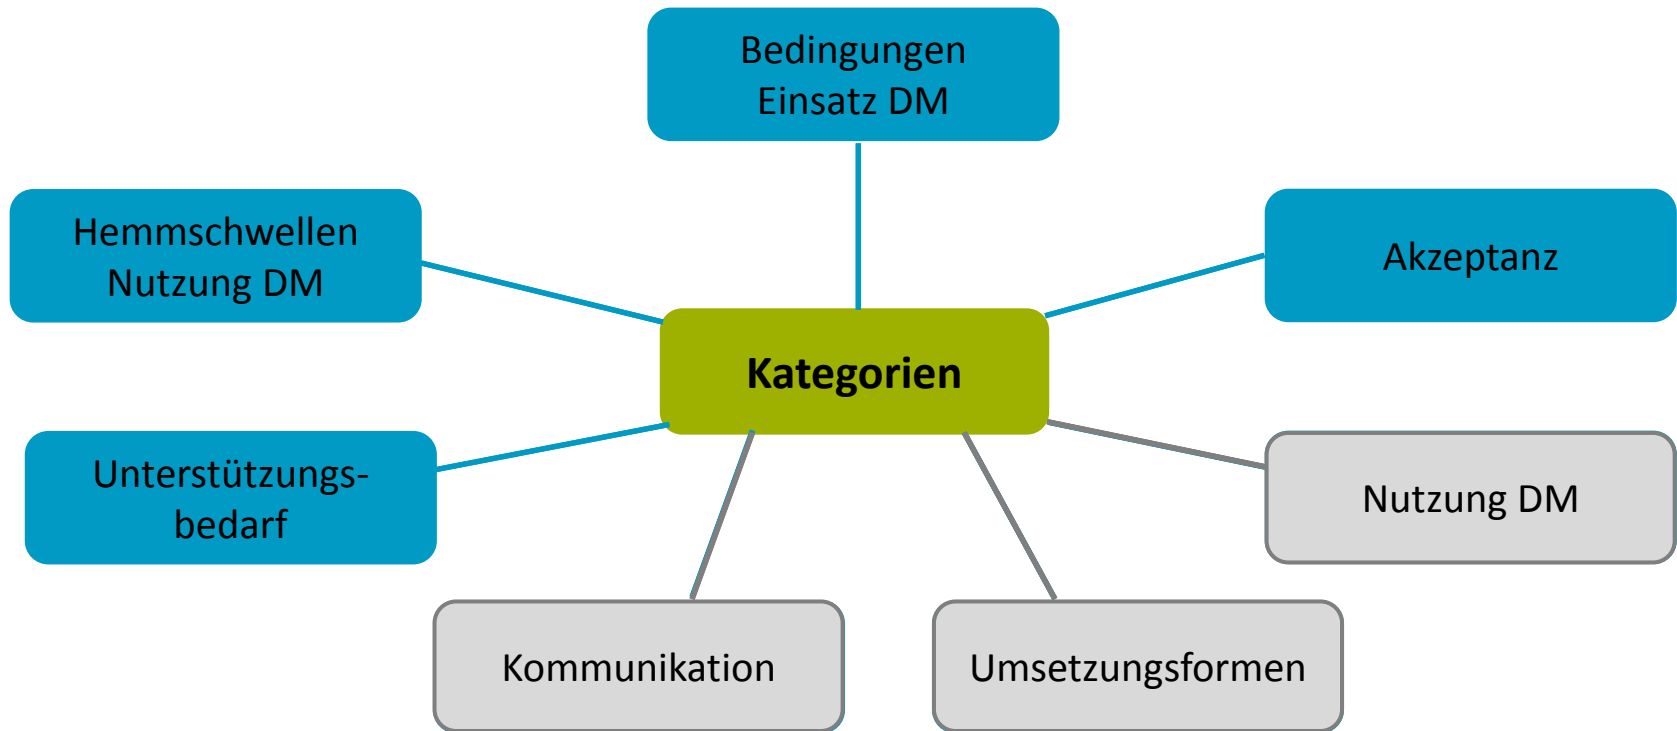 Bedingungen
Einsatz DM
Hemmschwellen
Nutzung DM
Akzeptanz
Kategorien
Unterstützungs-
bedarf
Nutzung DM
Kommunikation
Umsetzungsformen